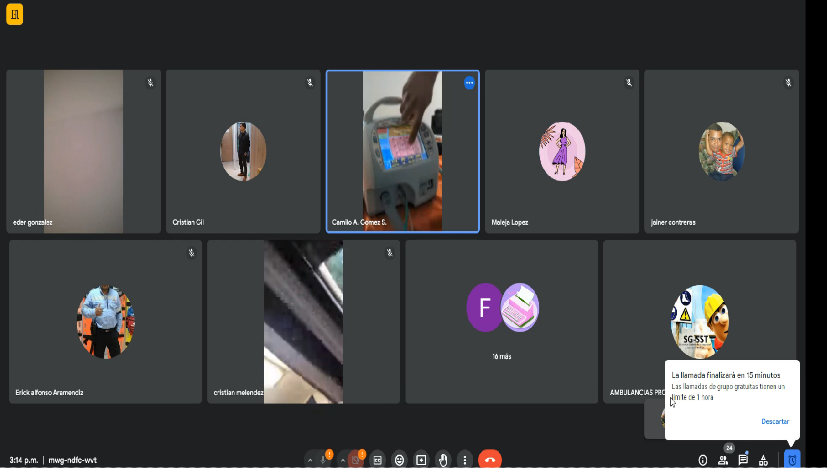 eder gonzalez
Cristian Gil
Camilo A. Gomez S.
Maleja Lopez
jainer contreras
Erick alfonso Aramendiz
cristian melendez
F
16 más
SG-SST
AMBULANCIAS PRO
La llamada finalizará en 15 minutos
Las llamadas de grupo gratuitas tienen un
límite de 1 hora
Descartar
24
3:14 p.m. | mwg-ndfc-wvt